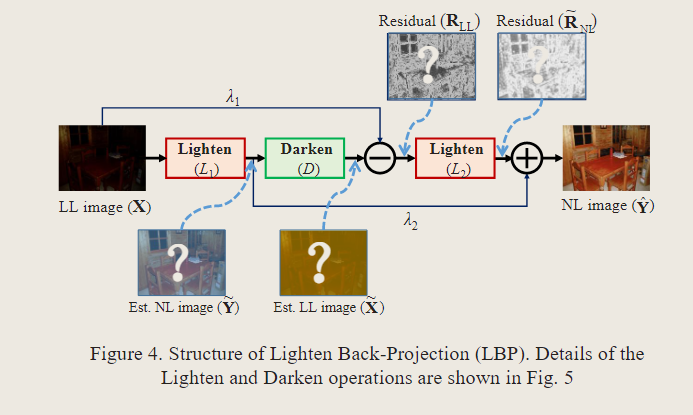 Residual (R_LL) Residual (R̃_NL)
λ₁
Lighten Darken Lighten
(L₁) (D) (L₂)
LL image (X) NL image (Ŷ)
λ₂
? ? ? ?
Est. NL image (Ỹ) Est. LL image (X̃)
Figure 4. Structure of Lighten Back-Projection (LBP). Details of the
Lighten and Darken operations are shown in Fig. 5